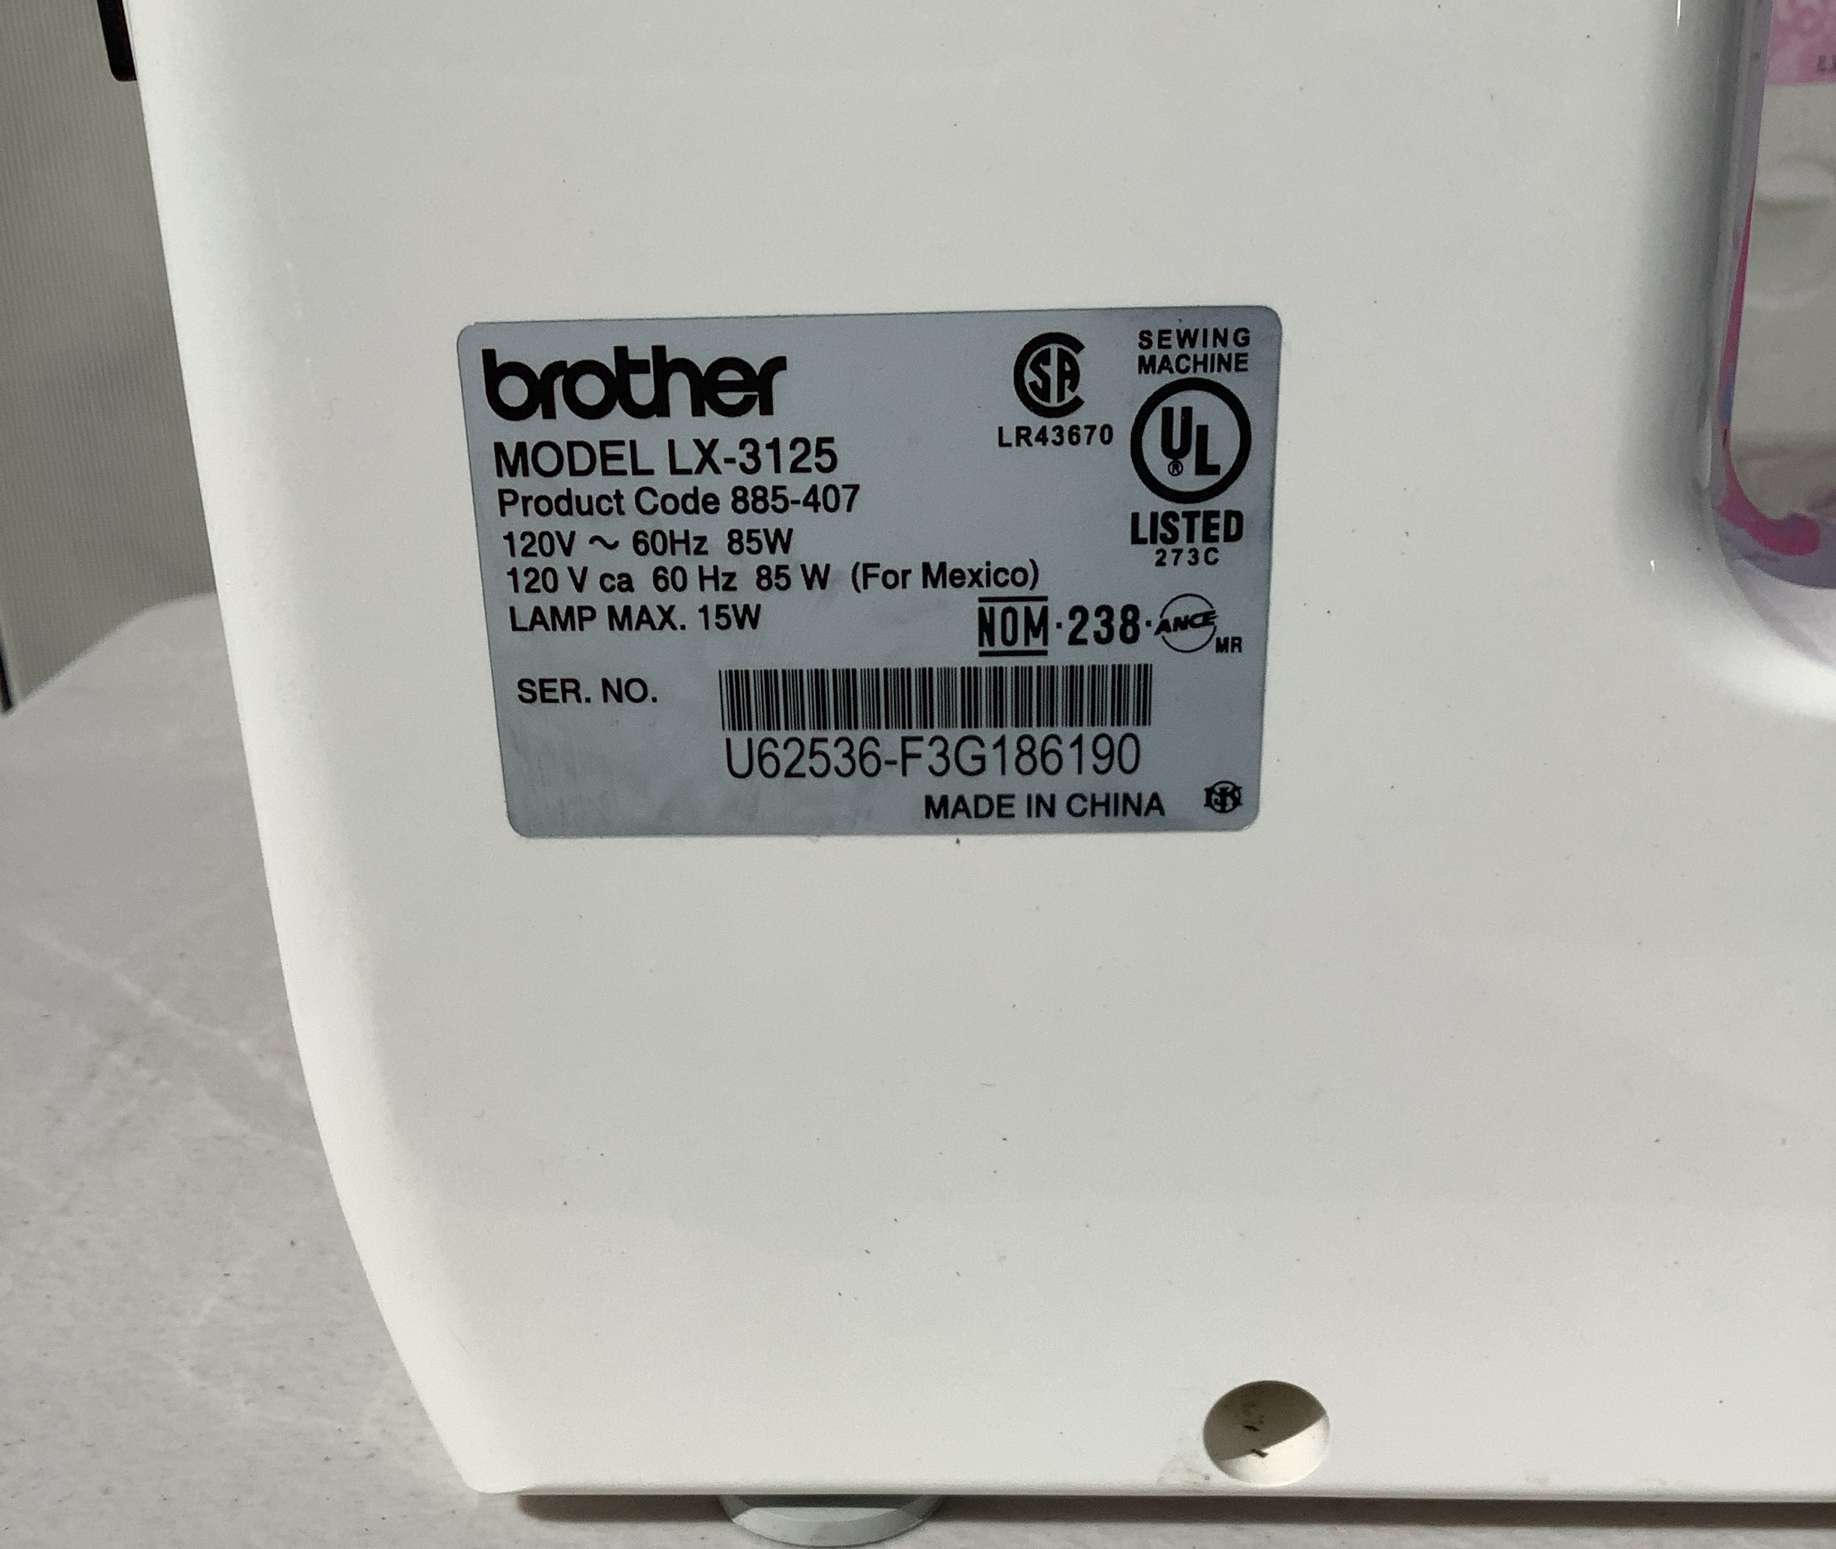 brother
MODEL LX-3125
Product Code 885-407
120V ~ 60Hz 85W
120 V ca 60 Hz 85 W (For Mexico)
LAMP MAX. 15W
SA
LR43670
SEWING
MACHINE
UL
®
LISTED
273C
NOM·238·ANCE MR
SER. NO.
U62536-F3G186190
MADE IN CHINA